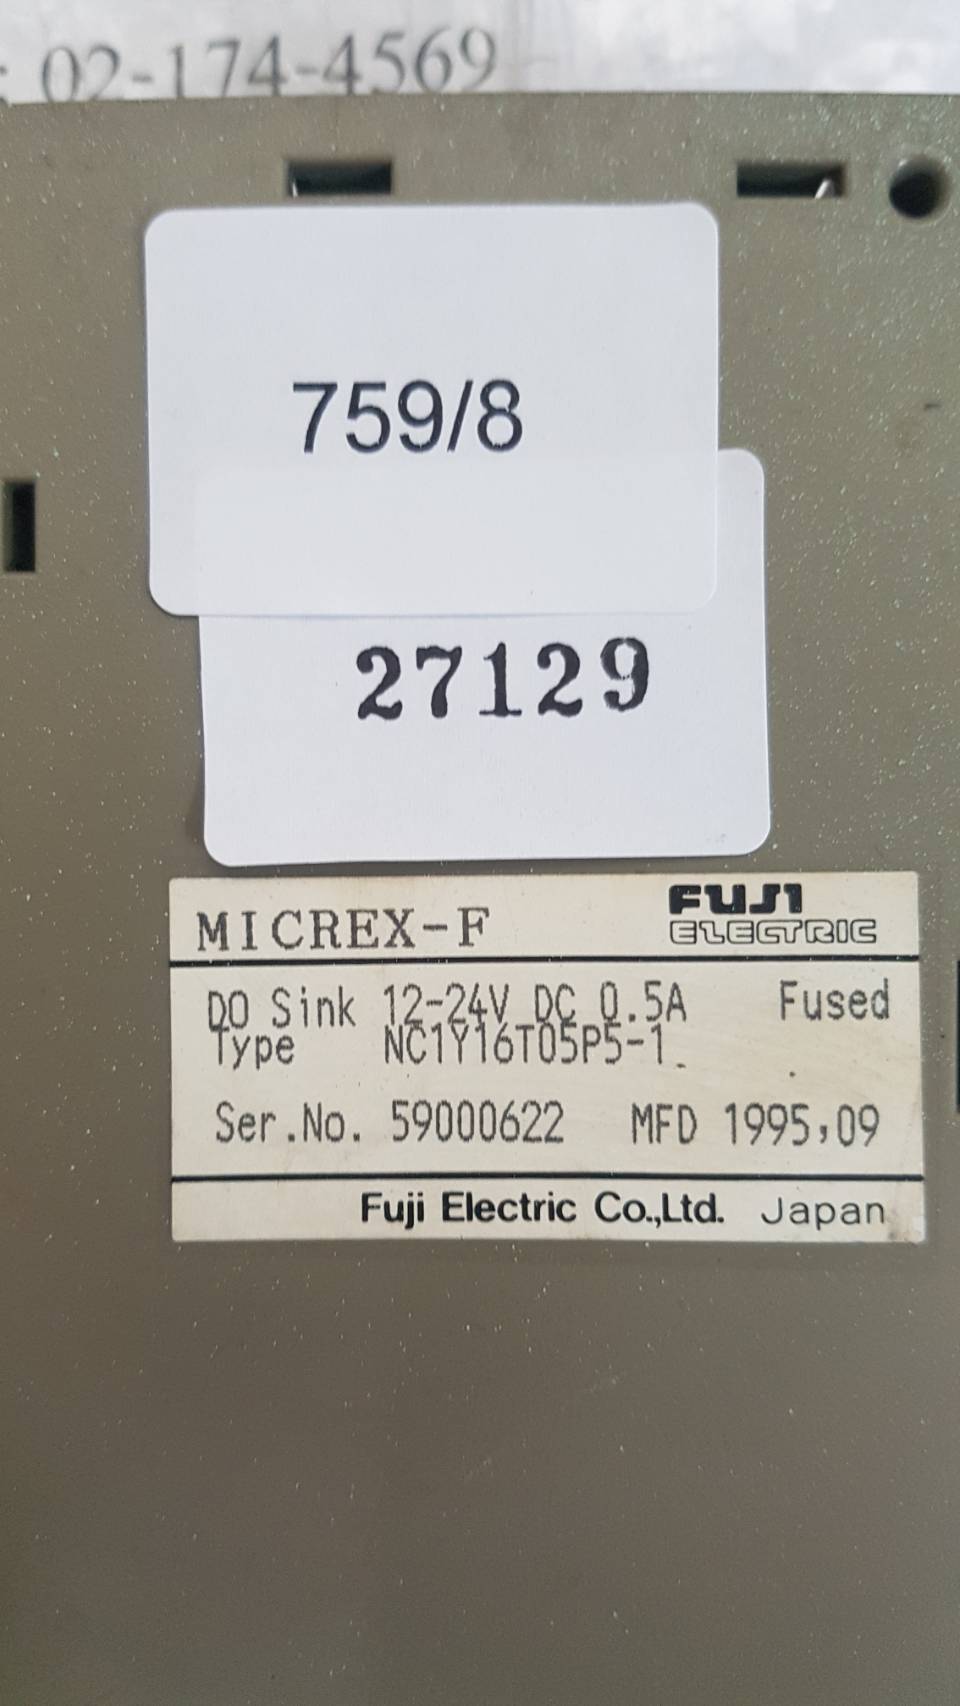 : 02-174-4569
759/8
27129
MICREX-F FUJI
ELECTRIC
DO Sink 12-24V DC 0.5A Fused
Type NC1Y16T05P5-1
Ser.No. 59000622 MFD 1995,09
Fuji Electric Co.,Ltd. Japan